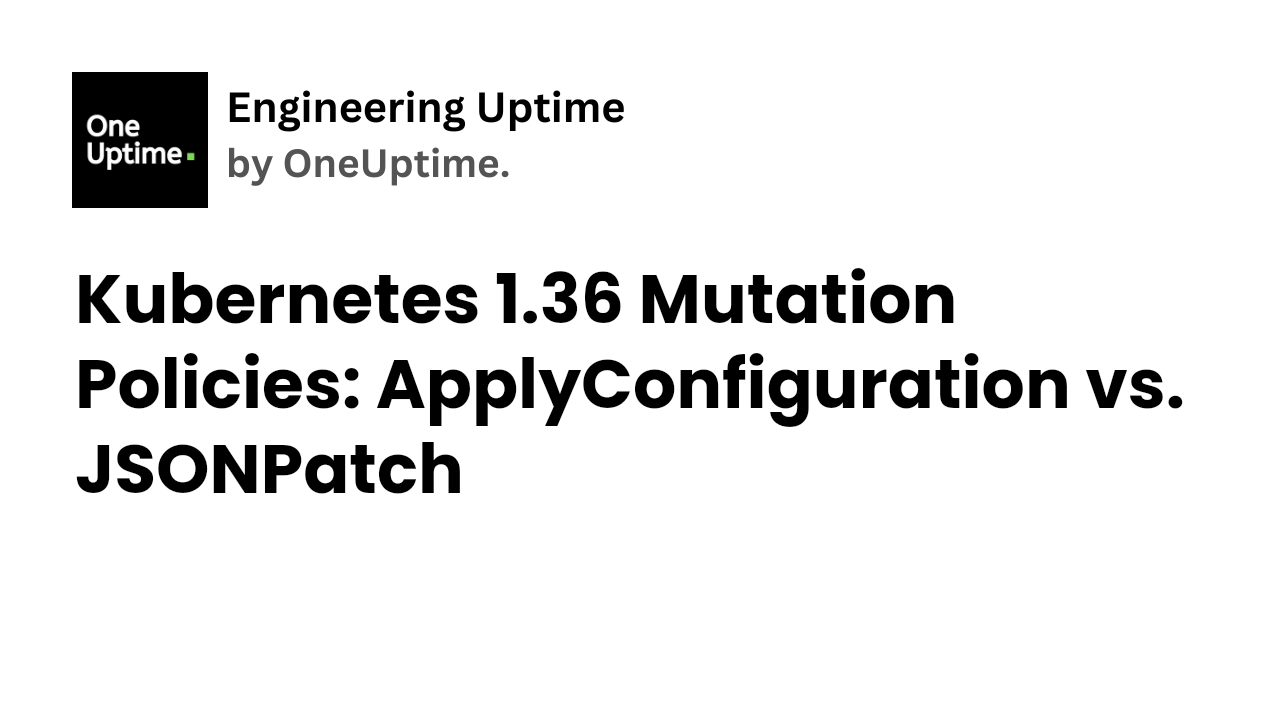 One
Uptime.
Engineering Uptime
by OneUptime.
Kubernetes 1.36 Mutation
Policies: ApplyConfiguration vs.
JSONPatch